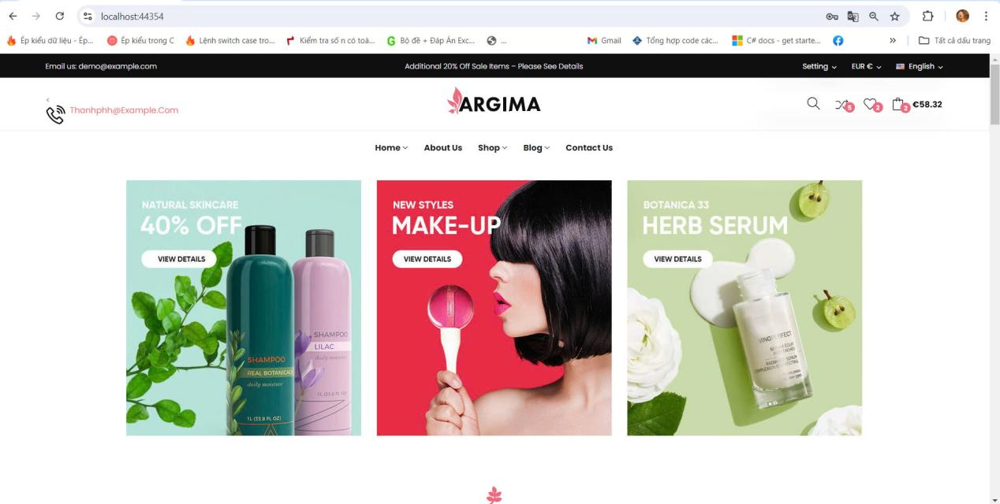 localhost:44354
Ép kiểu dữ liệu - Ép...
Ép kiểu trong C
Lệnh switch case tro...
Kiểm tra số n có toà...
Bộ đề + Đáp Án Exc...
...
Gmail
Tổng hợp code các...
C# docs - get starte...
»
Tất cả dấu trang
Email us: demo@example.com
Additional 20% Off Sale Items – Please See Details
Setting
EUR €
English
<
Thanhphh@Example.Com
ARGIMA
5
2
2
€58.32
Home
About Us
Shop
Blog
Contact Us
NATURAL SKINCARE
40% OFF
VIEW DETAILS
SHAMPOO
REAL BOTANICALS
daily moisture
1L (33.8 FL OZ)
SHAMPOO
LILAC
daily moistu
1L (33.8 FL O
NEW STYLES
MAKE-UP
VIEW DETAILS
BOTANICA 33
HERB SERUM
VIEW DETAILS
VINOPERFECT